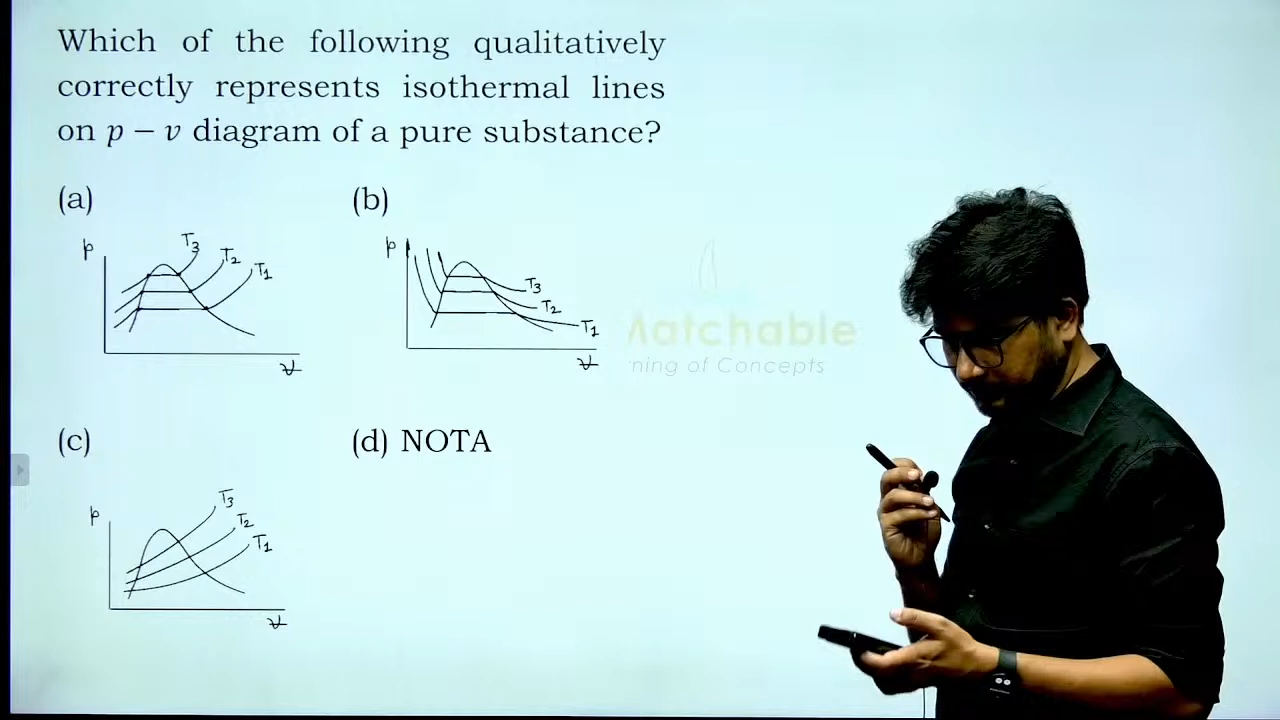 Which of the following qualitatively
correctly represents isothermal lines
on p − v diagram of a pure substance?
(a)
(b)
p
T₃
T₂
T₁
v
p
T₃
T₂
T₁
v
Matchable
ning of Concepts
(c)
(d) NOTA
p
T₃
T₂
T₁
v